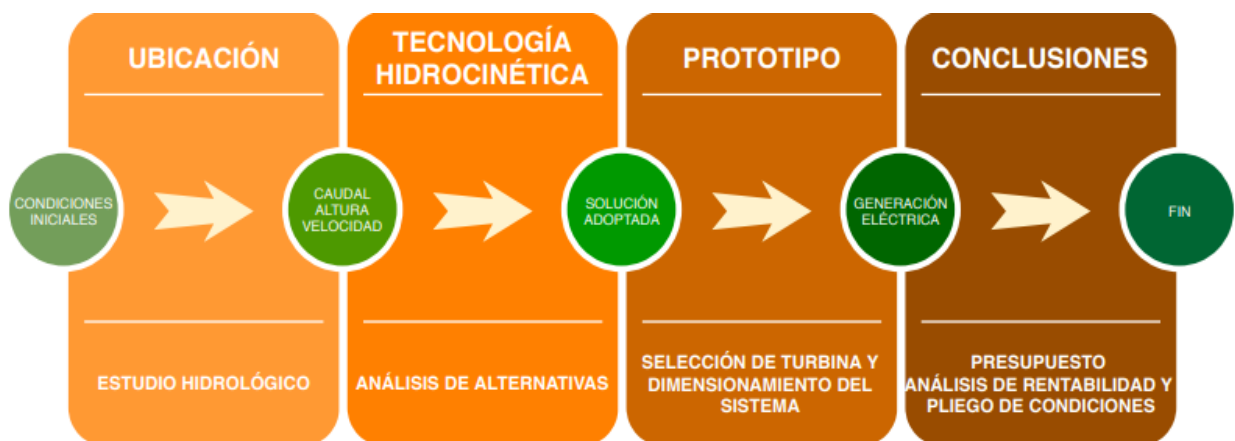 UBICACIÓN
TECNOLOGÍA
HIDROCINÉTICA
PROTOTIPO
CONCLUSIONES
CONDICIONES
INICIALES
CAUDAL
ALTURA
VELOCIDAD
SOLUCIÓN
ADOPTADA
GENERACIÓN
ELÉCTRICA
FIN
ESTUDIO HIDROLÓGICO
ANÁLISIS DE ALTERNATIVAS
SELECCIÓN DE TURBINA Y
DIMENSIONAMIENTO DEL
SISTEMA
PRESUPUESTO
ANÁLISIS DE RENTABILIDAD Y
PLIEGO DE CONDICIONES